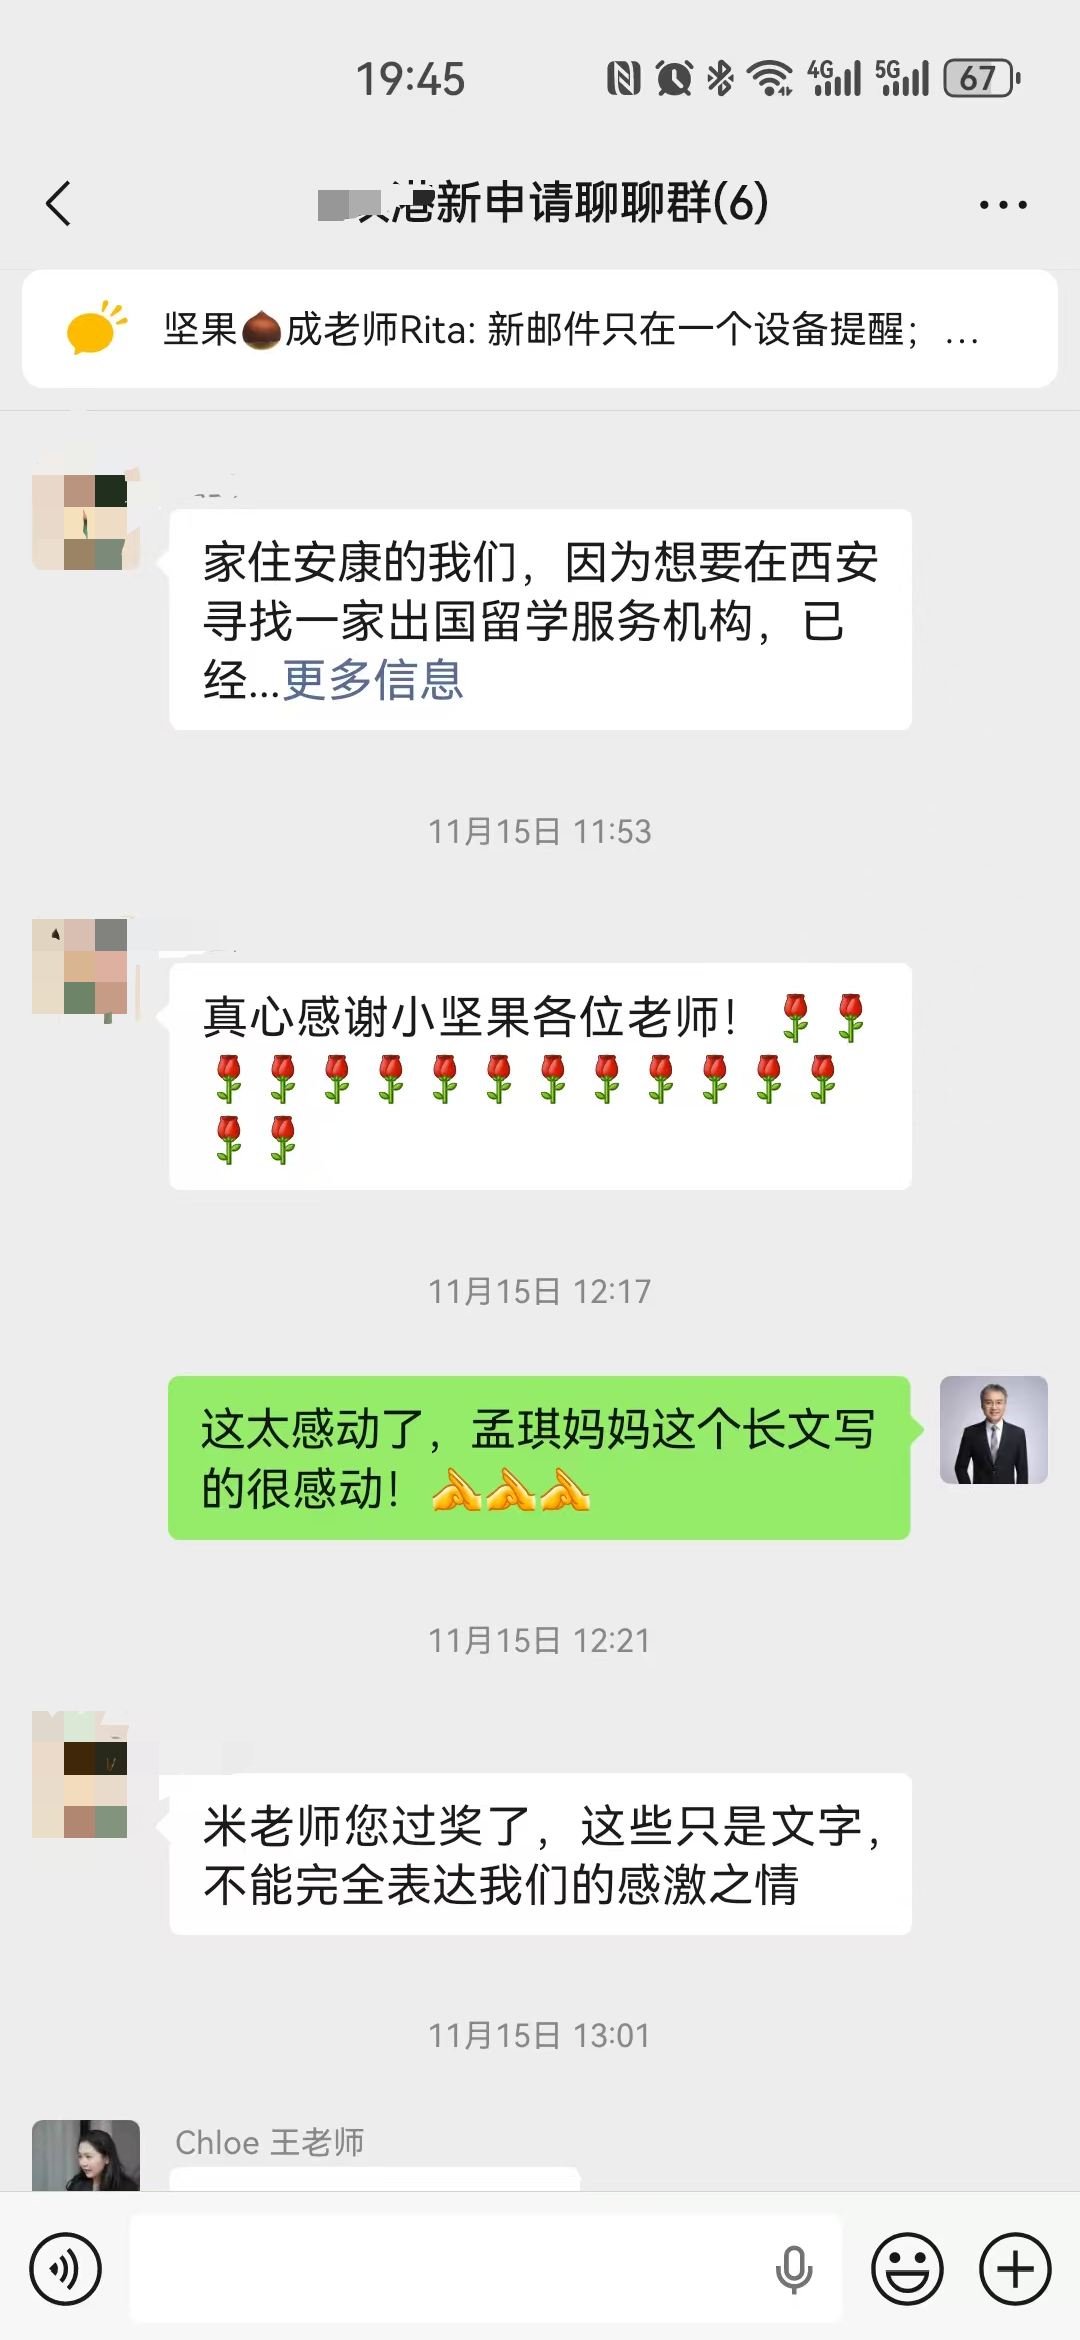 19:45
4G 5G 67
港新申请聊聊群(6)
坚果🌰成老师Rita: 新邮件只在一个设备提醒；...
家住安康的我们，因为想要在西安
寻找一家出国留学服务机构，已
经...更多信息
11月15日 11:53
真心感谢小坚果各位老师！🌹🌹
🌹🌹🌹🌹🌹🌹🌹🌹🌹🌹🌹🌹
🌹🌹
11月15日 12:17
这太感动了，孟琪妈妈这个长文写
的很感动！
11月15日 12:21
米老师您过奖了，这些只是文字，
不能完全表达我们的感激之情
11月15日 13:01
Chloe 王老师